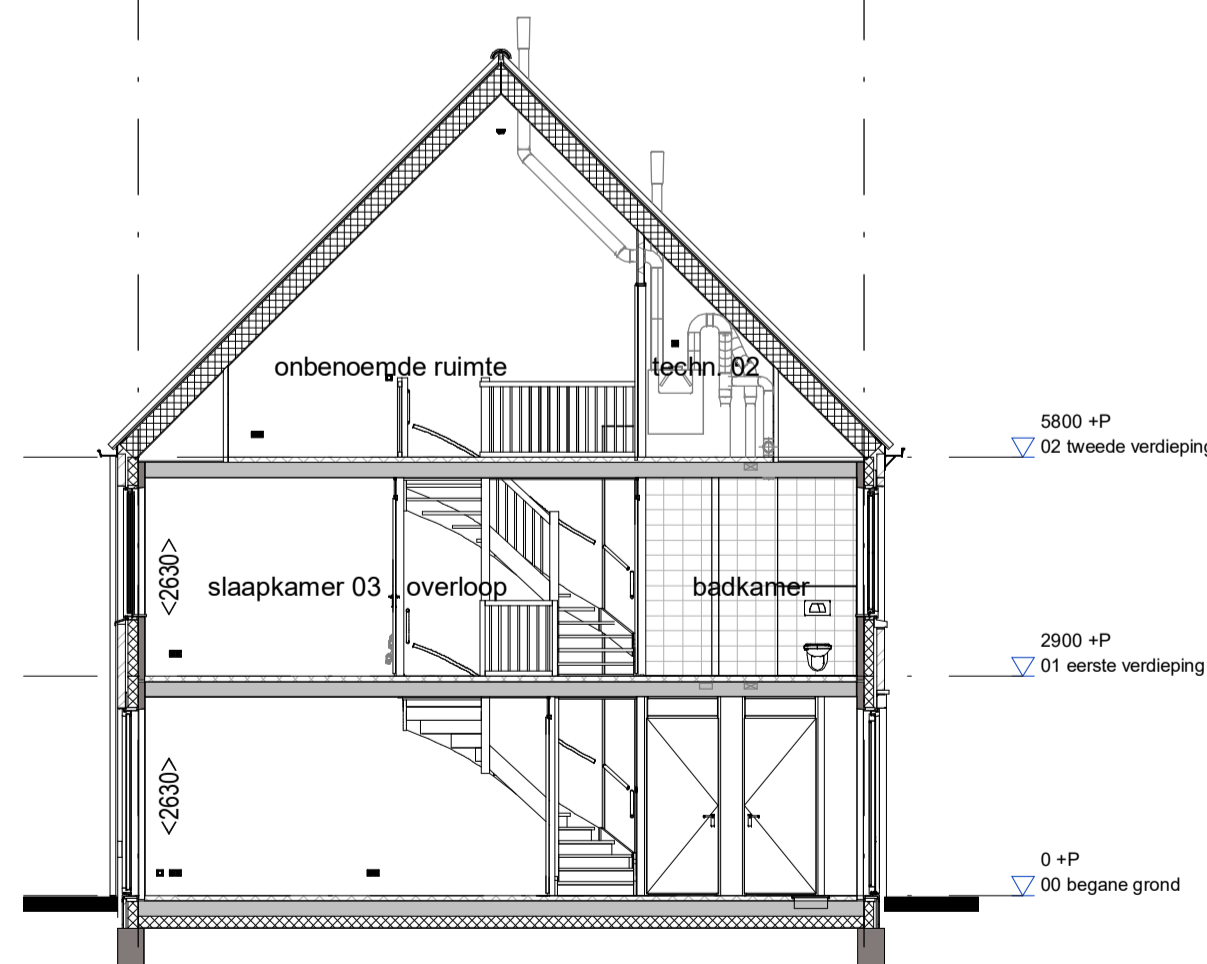 onbenoemde ruimte
techn. 02
5800 +P
02 tweede verdieping
<2630>
slaapkamer 03
overloop
badkamer
2900 +P
01 eerste verdieping
<2630>
0 +P
00 begane grond